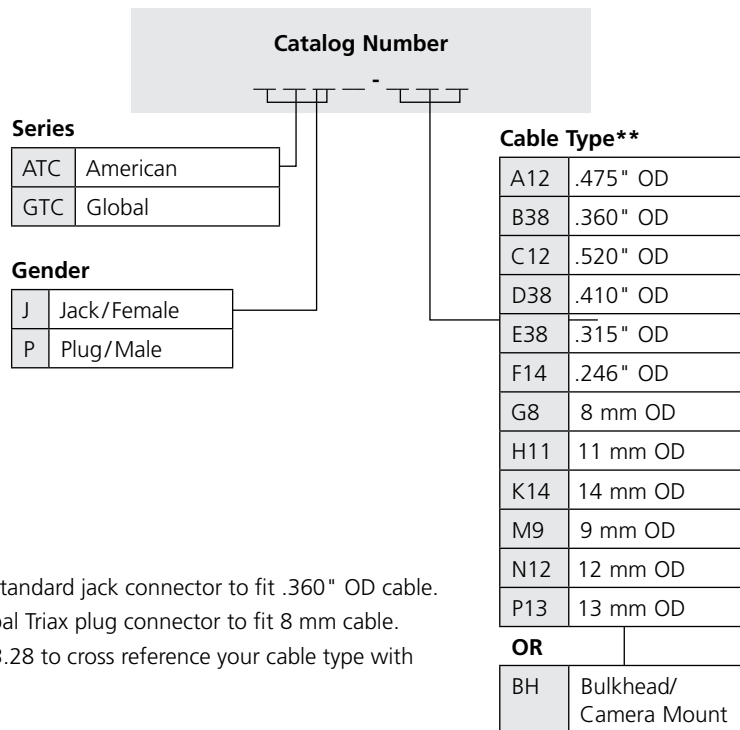 Catalog Number
_ _ _ _ - _ _ _
Series
ATC American
GTC Global
Gender
J Jack/Female
P Plug/Male
Cable Type**
A12 .475" OD
B38 .360" OD
C12 .520" OD
D38 .410" OD
E38 .315" OD
F14 .246" OD
G8 8 mm OD
H11 11 mm OD
K14 14 mm OD
M9 9 mm OD
N12 12 mm OD
P13 13 mm OD
OR
BH Bulkhead/
Camera Mount
tandard jack connector to fit .360" OD cable.
al Triax plug connector to fit 8 mm cable.
.28 to cross reference your cable type with